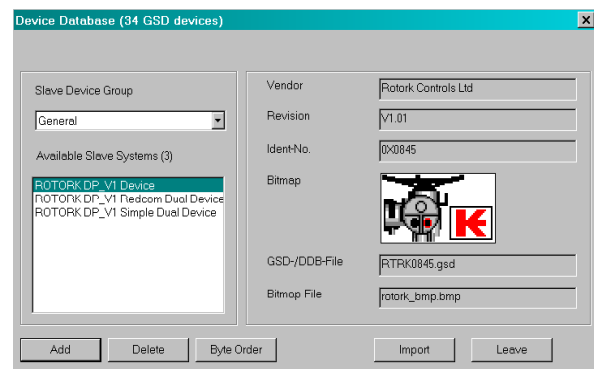 Device Database (34 GSD devices)
Slave Device Group
General
Available Slave Systems (3)
ROTORK DP_V1 Device
ROTORK DP_V1 Redcom Dual Device
ROTORK DP_V1 Simple Dual Device
Vendor
Rotork Controls Ltd
Revision
V1.01
Ident-No.
0X0845
Bitmap
K
GSD-/DDB-File
RTRK0845.gsd
Bitmap File
rotork_bmp.bmp
Add
Delete
Byte Order
Import
Leave